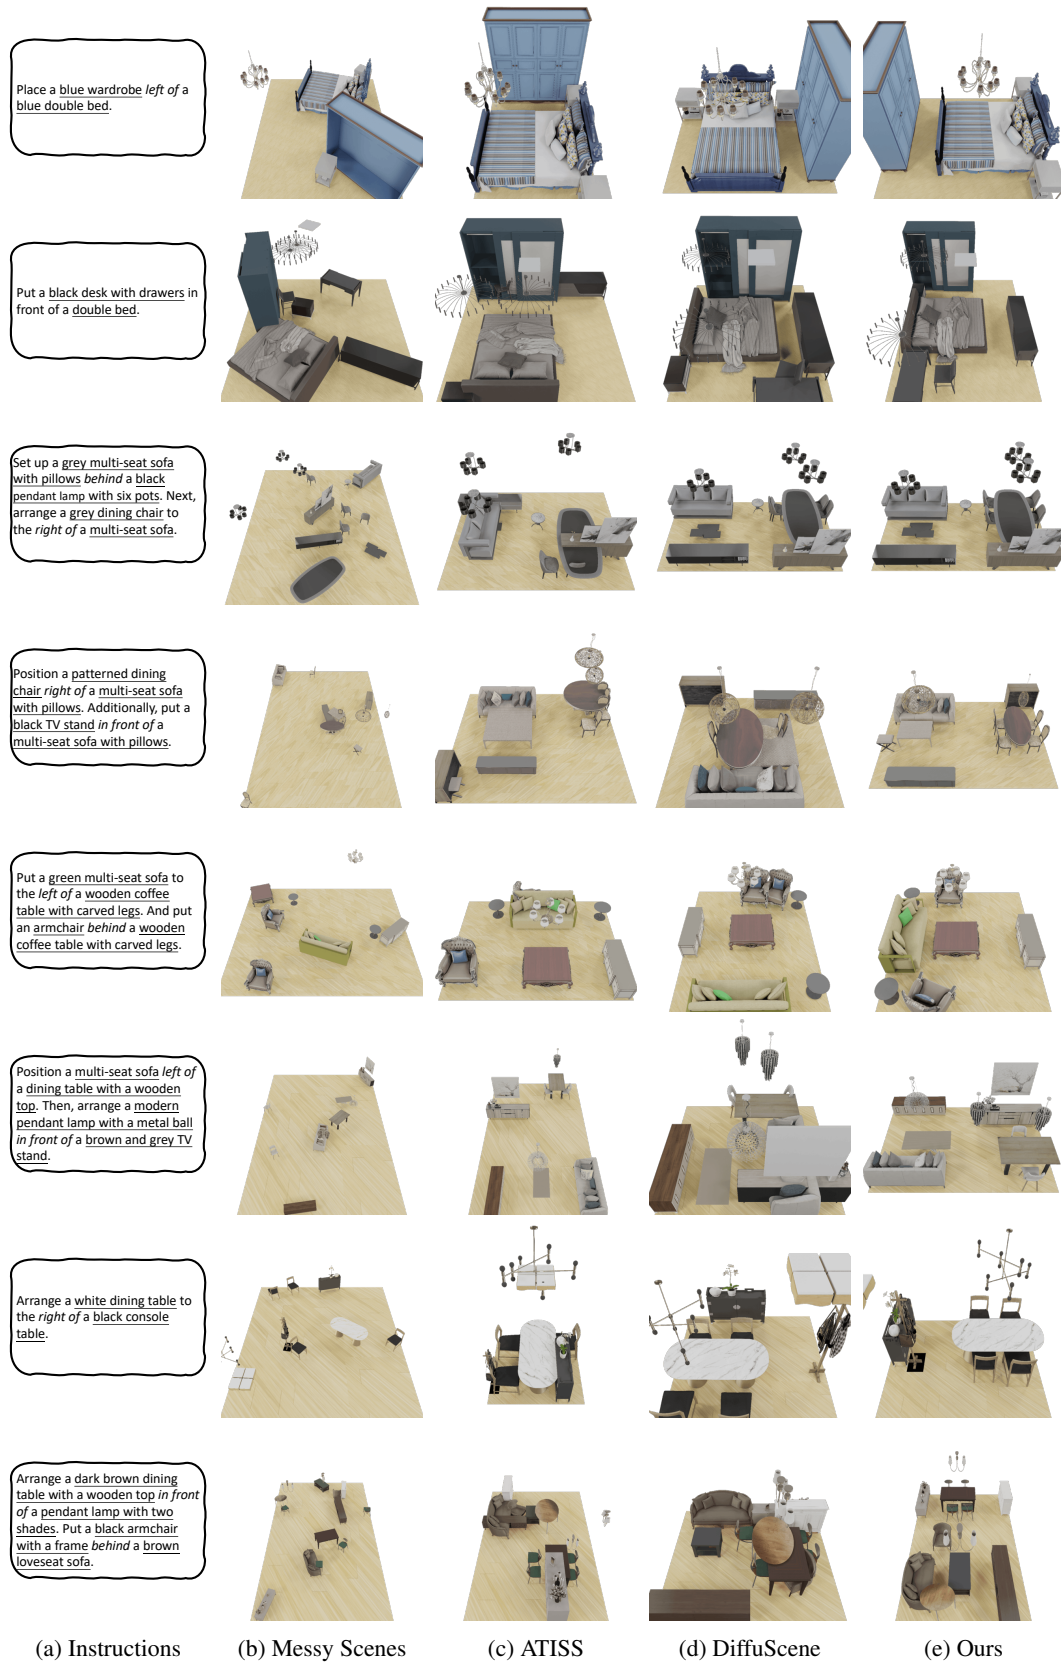 Place a blue wardrobe left of a
blue double bed.
Put a black desk with drawers in
front of a double bed.
Set up a grey multi-seat sofa
with pillows behind a black
pendant lamp with six pots. Next,
arrange a grey dining chair to
the right of a multi-seat sofa.
Position a patterned dining
chair right of a multi-seat sofa
with pillows. Additionally, put a
black TV stand in front of a
multi-seat sofa with pillows.
Put a green multi-seat sofa to
the left of a wooden coffee
table with carved legs. And put
an armchair behind a wooden
coffee table with carved legs.
Position a multi-seat sofa left of
a dining table with a wooden
top. Then, arrange a modern
pendant lamp with a metal ball
in front of a brown and grey TV
stand.
Arrange a white dining table to
the right of a black console
table.
Arrange a dark brown dining
table with a wooden top in front
of a pendant lamp with two
shades. Put a black armchair
with a frame behind a brown
loveseat sofa.
(a) Instructions
(b) Messy Scenes
(c) ATISS
(d) DiffuScene
(e) Ours